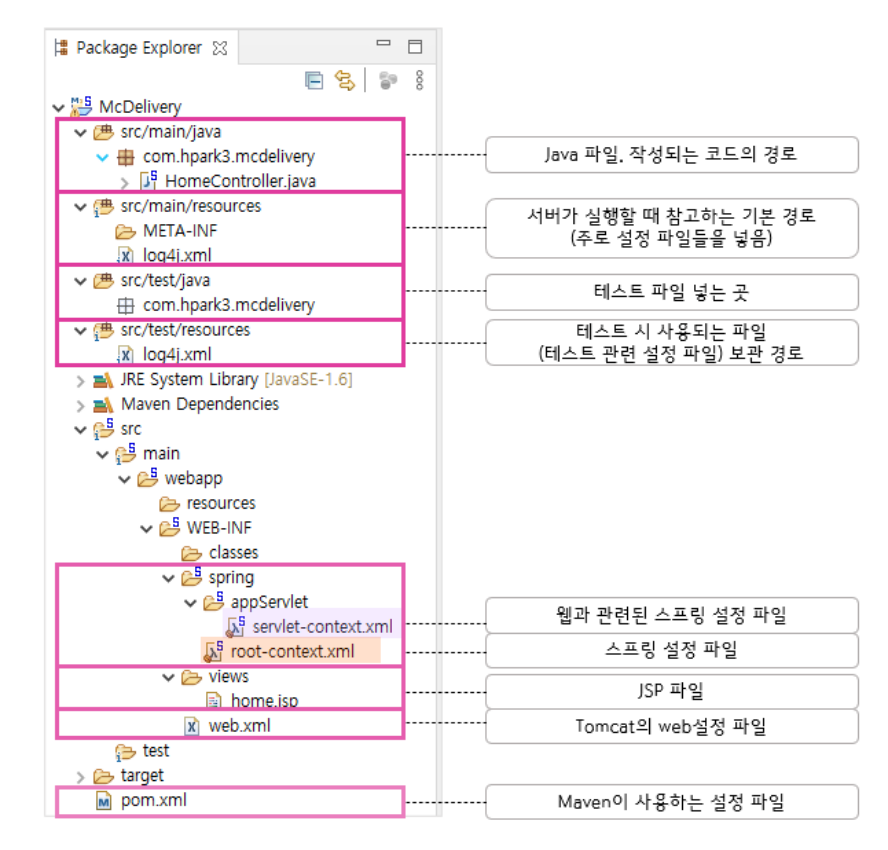 Package Explorer
McDelivery
src/main/java
com.hpark3.mcdelivery
Java 파일, 작성되는 코드의 경로
HomeController.java
src/main/resources
서버가 실행할 때 참고하는 기본 경로
META-INF
(주로 설정 파일들을 넣음)
log4j.xml
src/test/java
테스트 파일 넣는 곳
com.hpark3.mcdelivery
src/test/resources
테스트 시 사용되는 파일
log4j.xml
(테스트 관련 설정 파일) 보관 경로
JRE System Library [JavaSE-1.6]
Maven Dependencies
src
main
webapp
resources
WEB-INF
classes
spring
appServlet
servlet-context.xml
웹과 관련된 스프링 설정 파일
root-context.xml
스프링 설정 파일
views
JSP 파일
home.jsp
web.xml
Tomcat의 web설정 파일
test
target
pom.xml
Maven이 사용하는 설정 파일